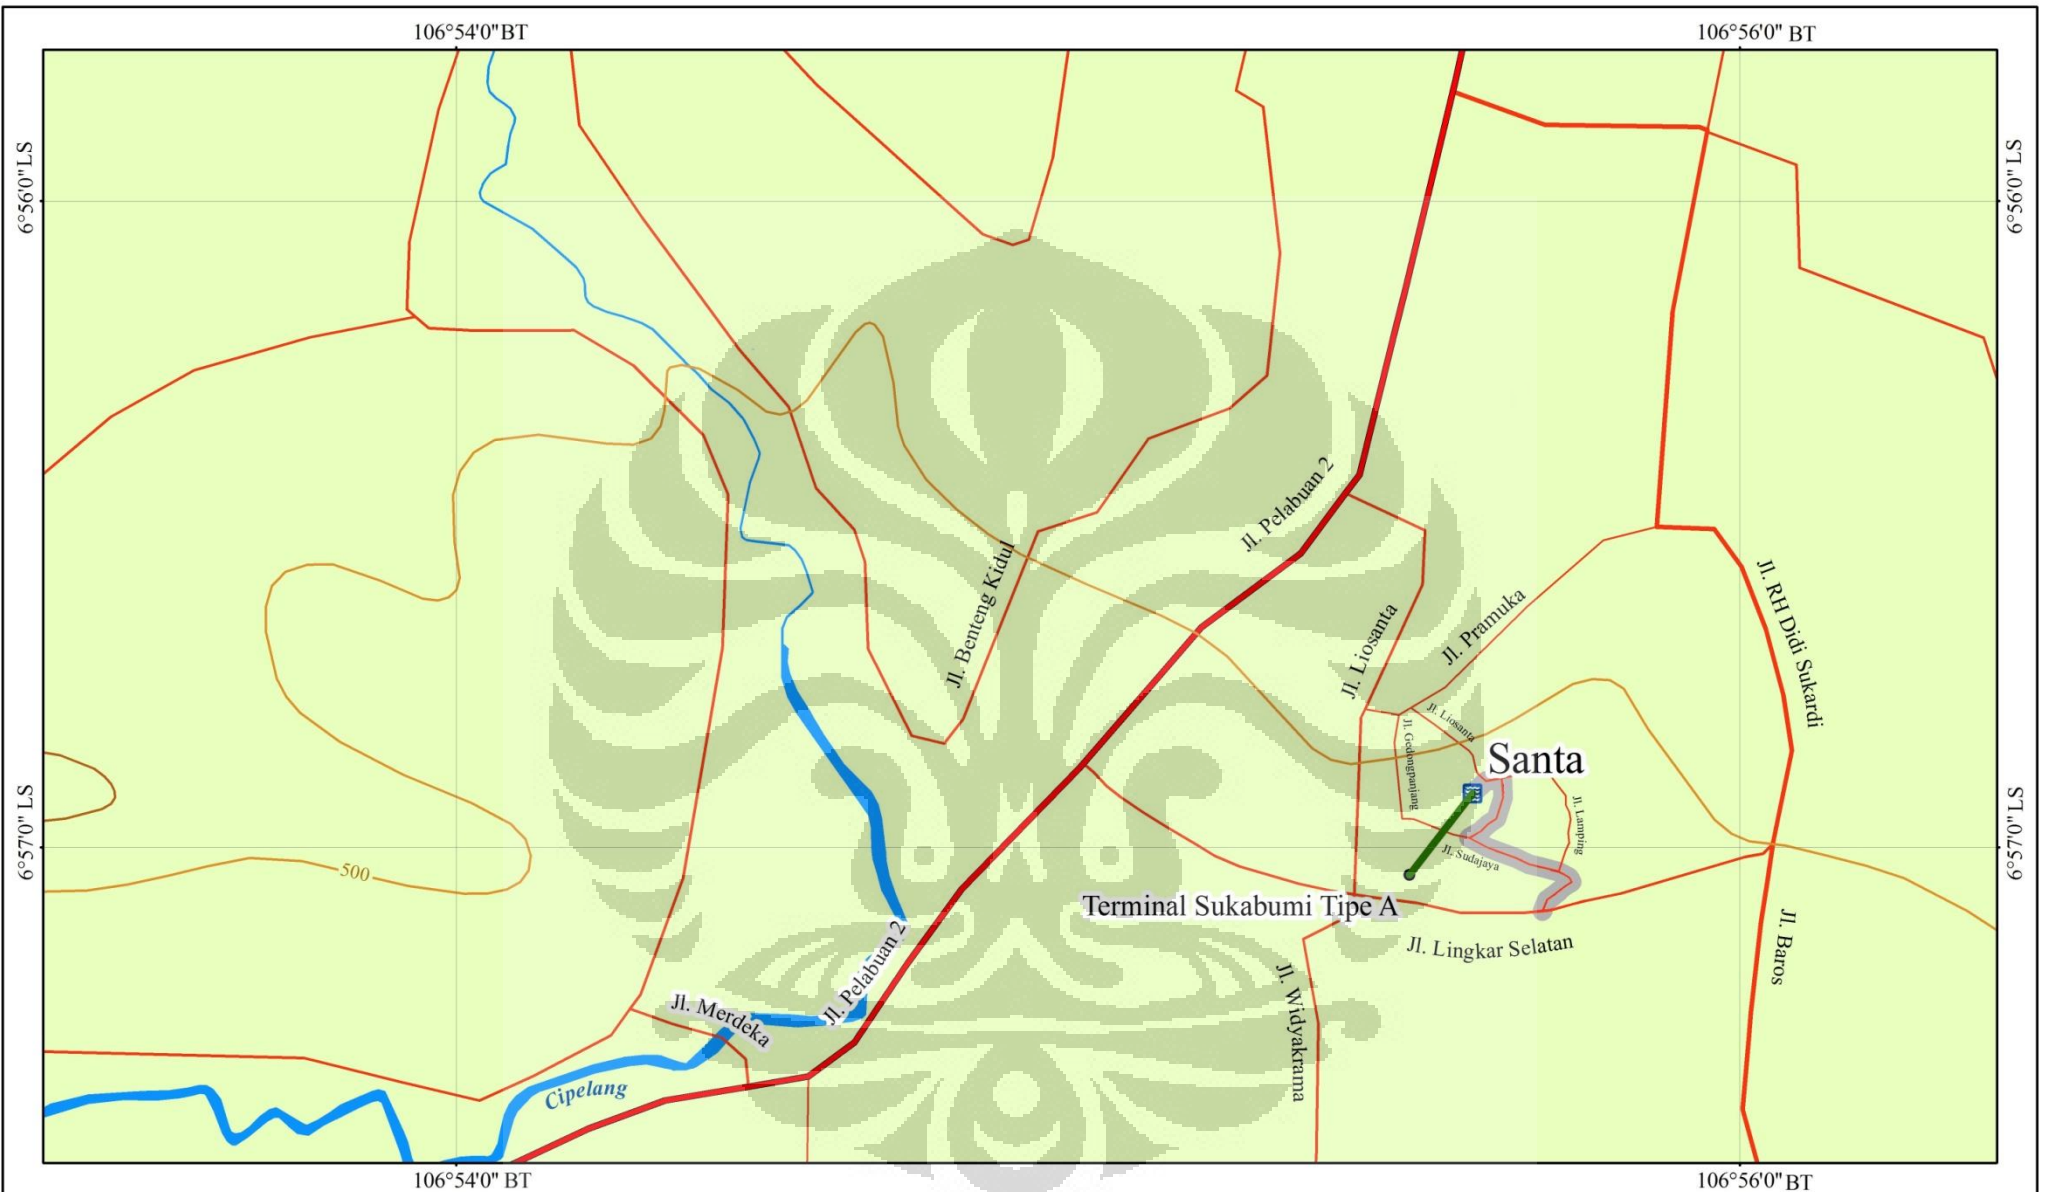 106°54'0" BT
106°56'0" BT
6°56'0" LS
6°56'0" LS
Jl. Pelabuan 2
Jl. Benteng Kidul
Jl. Liosanta
Jl. Pramuka
Jl. RH Didi Sukardi
Jl. Liosanta
Jl. Gedongpanjang
Santa
Jl. Lamping
6°57'0" LS
6°57'0" LS
500
Jl. Sudajaya
Terminal Sukabumi Tipe A
Jl. Lingkar Selatan
Jl. Baros
Jl. Pelabuan 2
Jl. Merdeka
Jl. Widyakrama
Cipelang
106°54'0" BT
106°56'0" BT